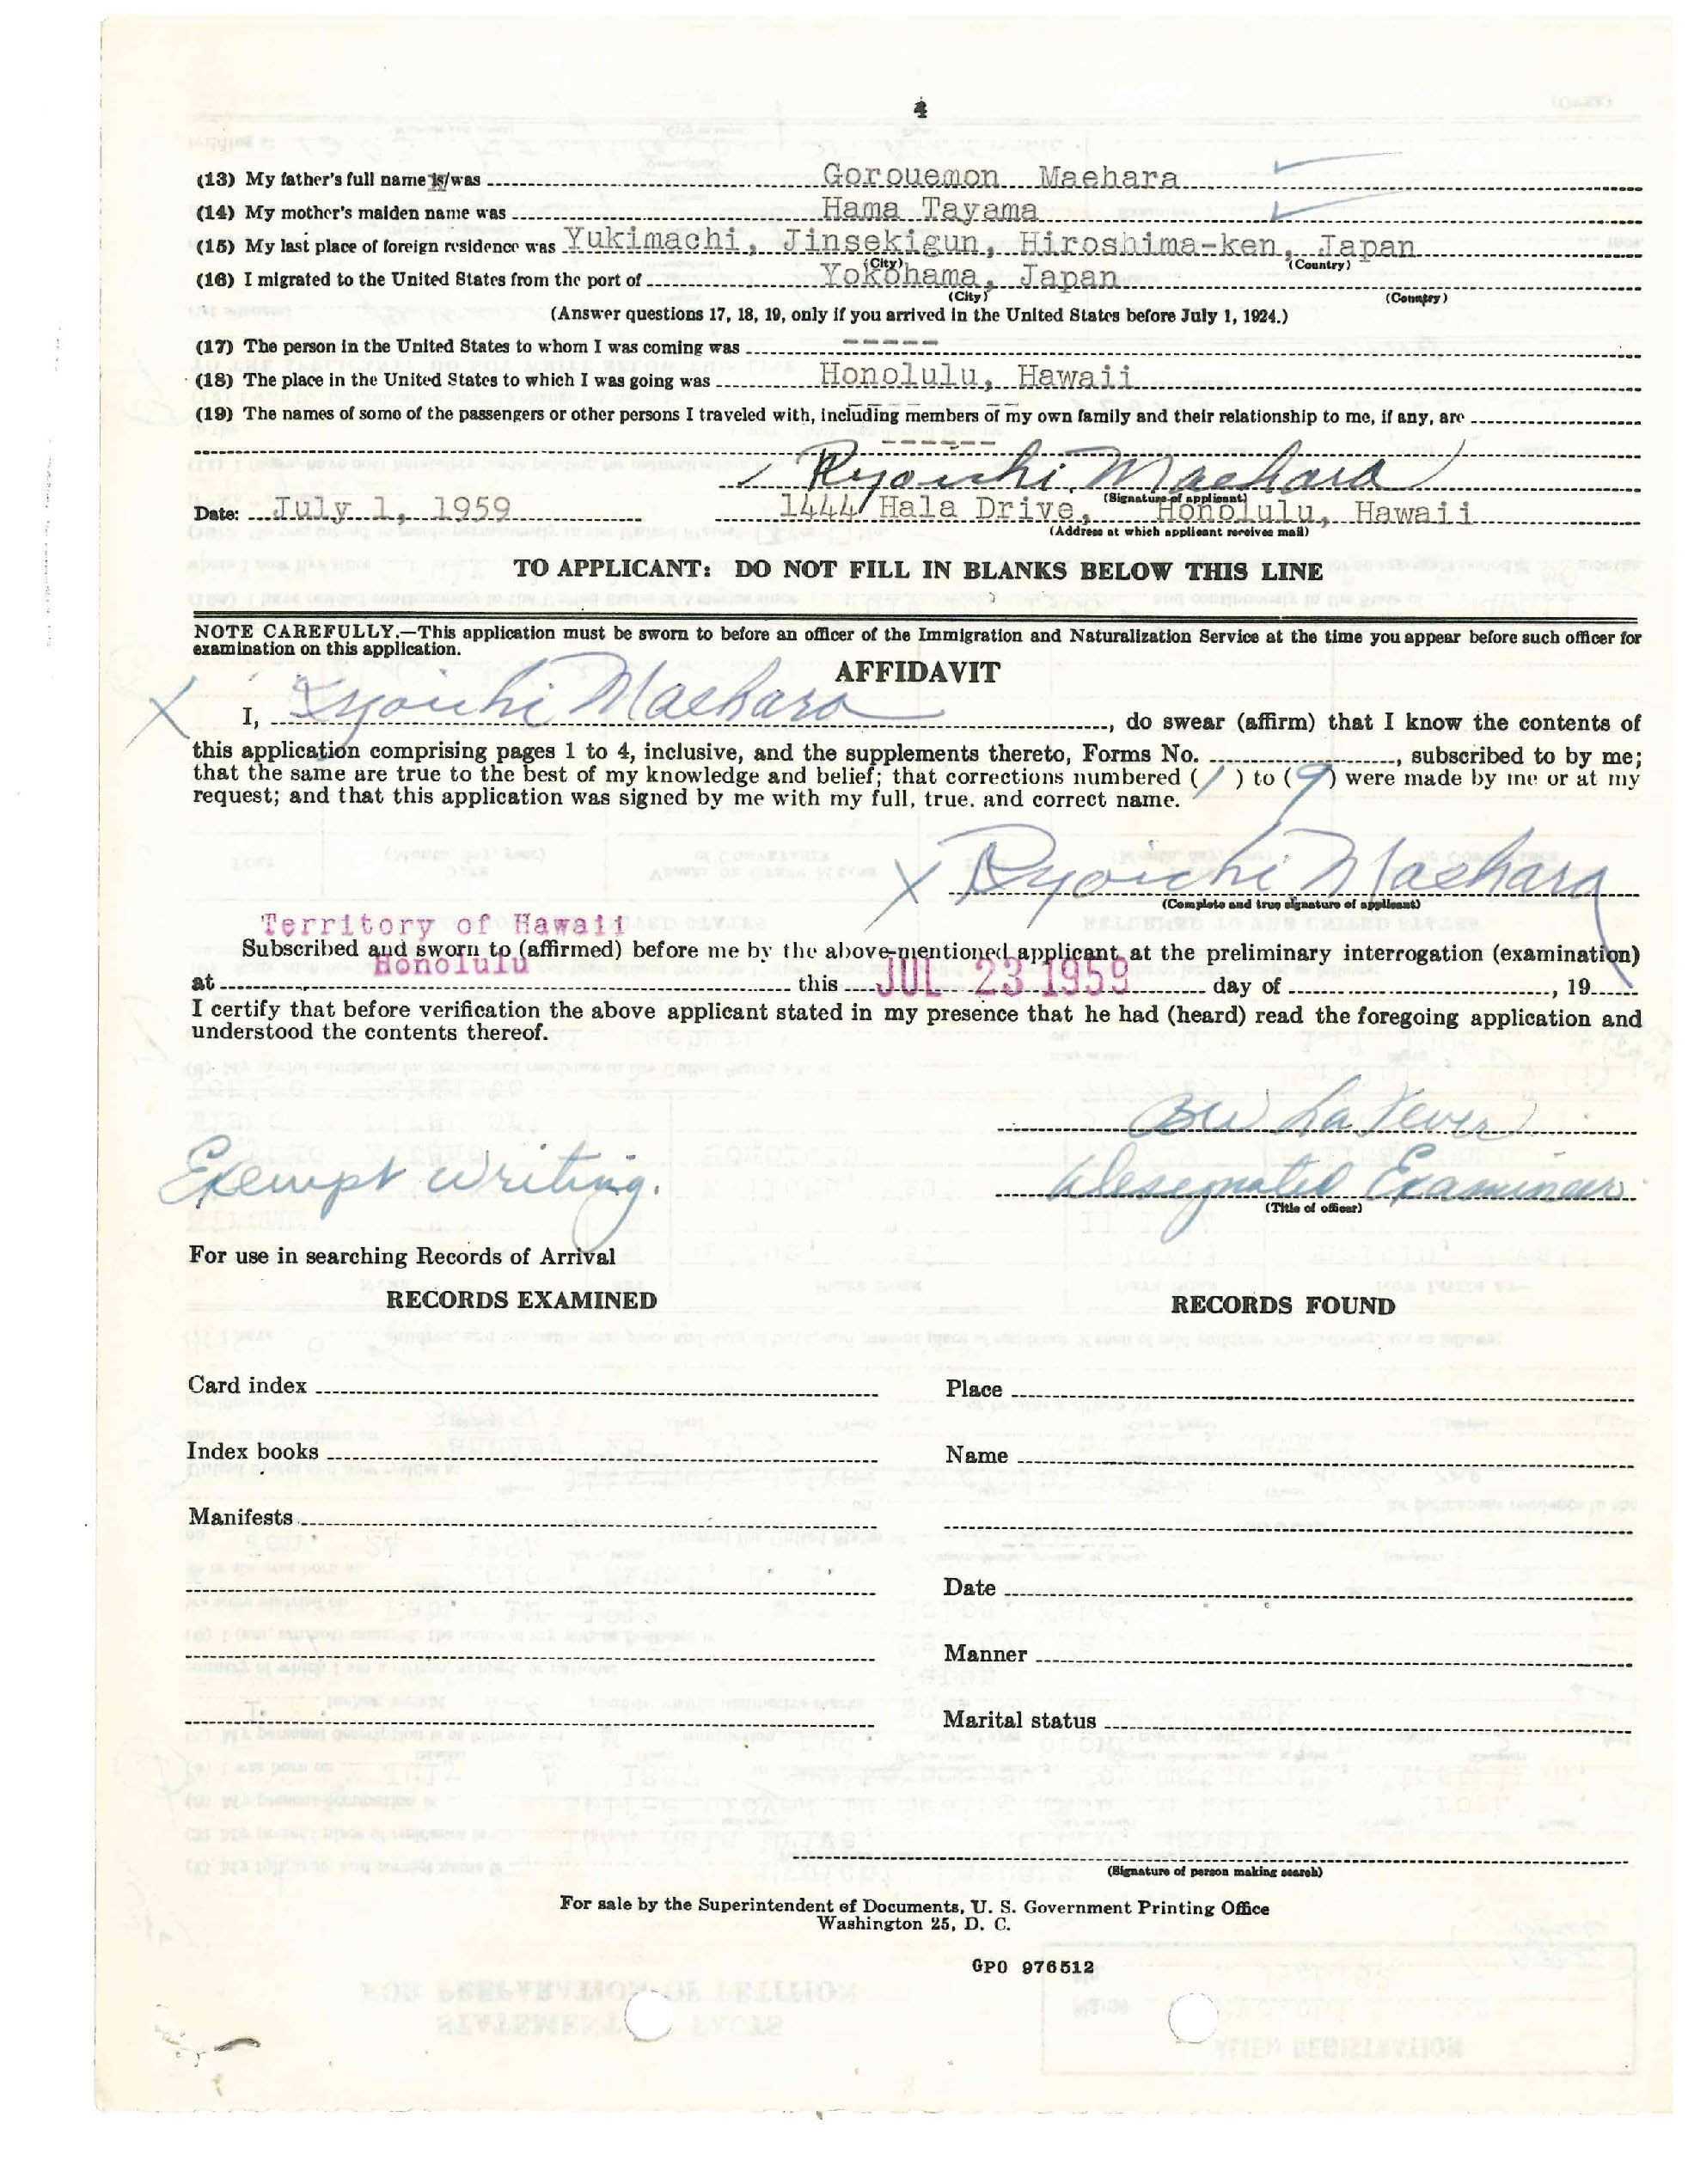 4
(13) My father's full name is/was Gorouemon Maehara
(14) My mother's maiden name was Hama Tayama
(15) My last place of foreign residence was Yukimachi, Jinsekigun, Hiroshima-ken, Japan
(City) (Country)
(16) I migrated to the United States from the port of Yokohama, Japan
(City) (Country)
(Answer questions 17, 18, 19, only if you arrived in the United States before July 1, 1924.)
(17) The person in the United States to whom I was coming was -----
(18) The place in the United States to which I was going was Honolulu, Hawaii
(19) The names of some of the passengers or other persons I traveled with, including members of my own family and their relationship to me, if any, are
------
Ryoichi Maehara
(Signature of applicant)
Date: July 1, 1959 1444 Hala Drive, Honolulu, Hawaii
(Address at which applicant receives mail)
TO APPLICANT: DO NOT FILL IN BLANKS BELOW THIS LINE
NOTE CAREFULLY.—This application must be sworn to before an officer of the Immigration and Naturalization Service at the time you appear before such officer for
examination on this application.
AFFIDAVIT
X I, Ryoichi Maehara, do swear (affirm) that I know the contents of
this application comprising pages 1 to 4, inclusive, and the supplements thereto, Forms No. , subscribed to by me;
that the same are true to the best of my knowledge and belief; that corrections numbered (1) to (9) were made by me or at my
request; and that this application was signed by me with my full, true. and correct name.
X Ryoichi Maehara
(Complete and true signature of applicant)
Territory of Hawaii
Subscribed and sworn to (affirmed) before me by the above-mentioned applicant at the preliminary interrogation (examination)
at Honolulu this JUL 23 1959 day of , 19
I certify that before verification the above applicant stated in my presence that he had (heard) read the foregoing application and
understood the contents thereof.
Exempt writing.
Designated Examiner
(Title of officer)
For use in searching Records of Arrival
RECORDS EXAMINED RECORDS FOUND
Card index Place
Index books Name
Manifests
Date
Manner
Marital status
(Signature of person making search)
For sale by the Superintendent of Documents, U. S. Government Printing Office
Washington 25, D. C.
GPO 976512